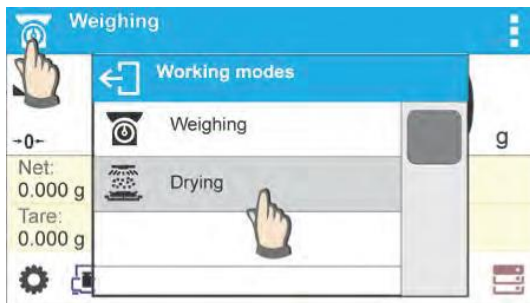 Weighing
Working modes
Weighing
Drying
→0←
g
Net:
0.000 g
Tare:
0.000 g